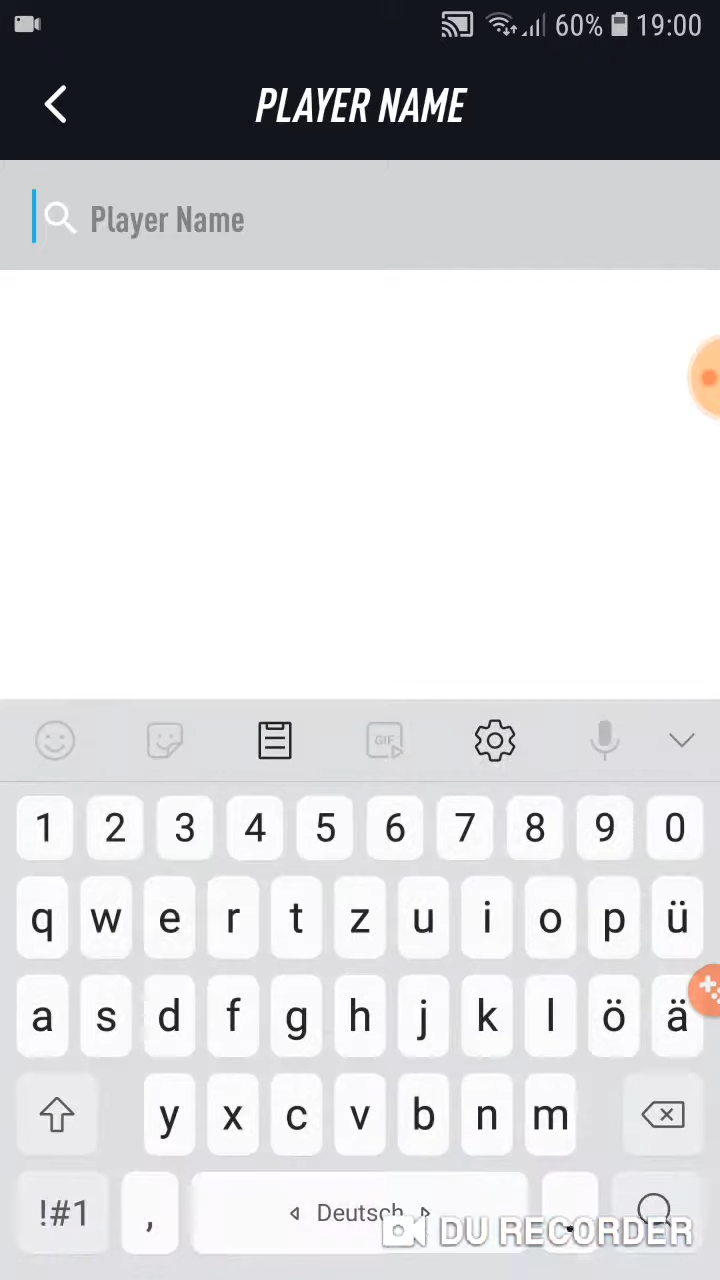 60% 19:00
PLAYER NAME
Player Name
GIF
1 2 3 4 5 6 7 8 9 0
q w e r t z u i o p ü
a s d f g h j k l ö ä
y x c v b n m
!#1 , Deutsch .
DU RECORDER